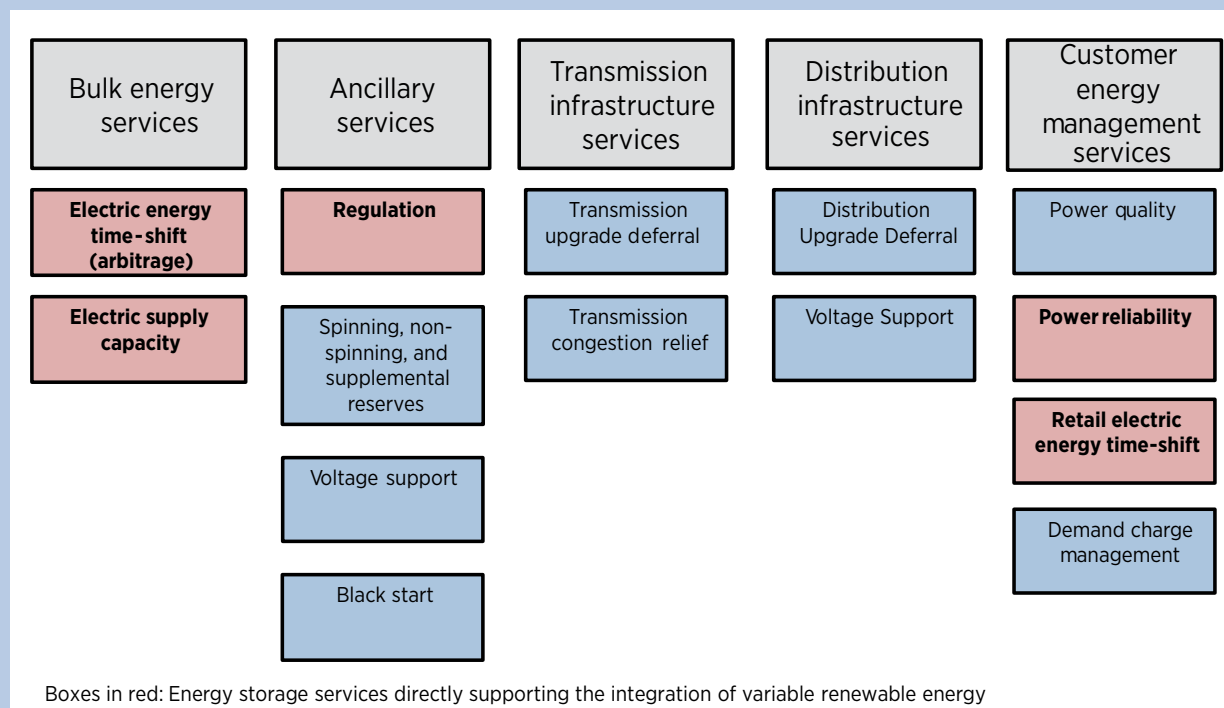 Bulk energy
services
Electric energy
time-shift
(arbitrage)
Electric supply
capacity
Ancillary
services
Regulation
Spinning, non-
spinning, and
supplemental
reserves
Voltage support
Black start
Transmission
infrastructure
services
Transmission
upgrade deferral
Transmission
congestion relief
Distribution
infrastructure
services
Distribution
Upgrade Deferral
Voltage Support
Customer
energy
management
services
Power quality
Power reliability
Retail electric
energy time-shift
Demand charge
management
Boxes in red: Energy storage services directly supporting the integration of variable renewable energy